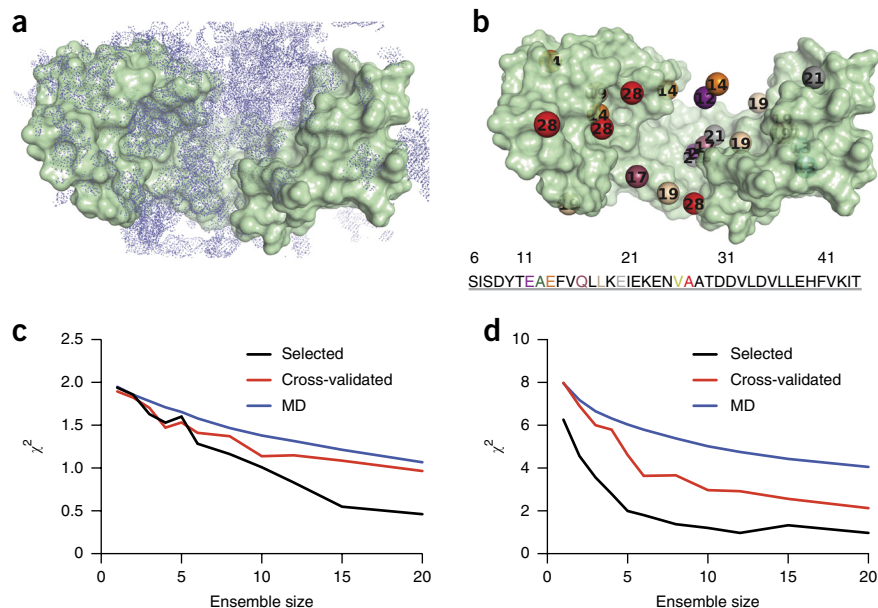 a
b
14
28
14
14
12
21
19
28
14
28
21
19
17
19
28
6 11 21 31 41
SISDYTEAEFVQLLKEIEKENVAATDDVLDVLLEHFVKIT
c
2.5
2.0
1.5
1.0
0.5
0
χ²
0 5 10 15 20
Ensemble size
Selected
Cross-validated
MD
d
10
8
6
4
2
0
χ²
0 5 10 15 20
Ensemble size
Selected
Cross-validated
MD